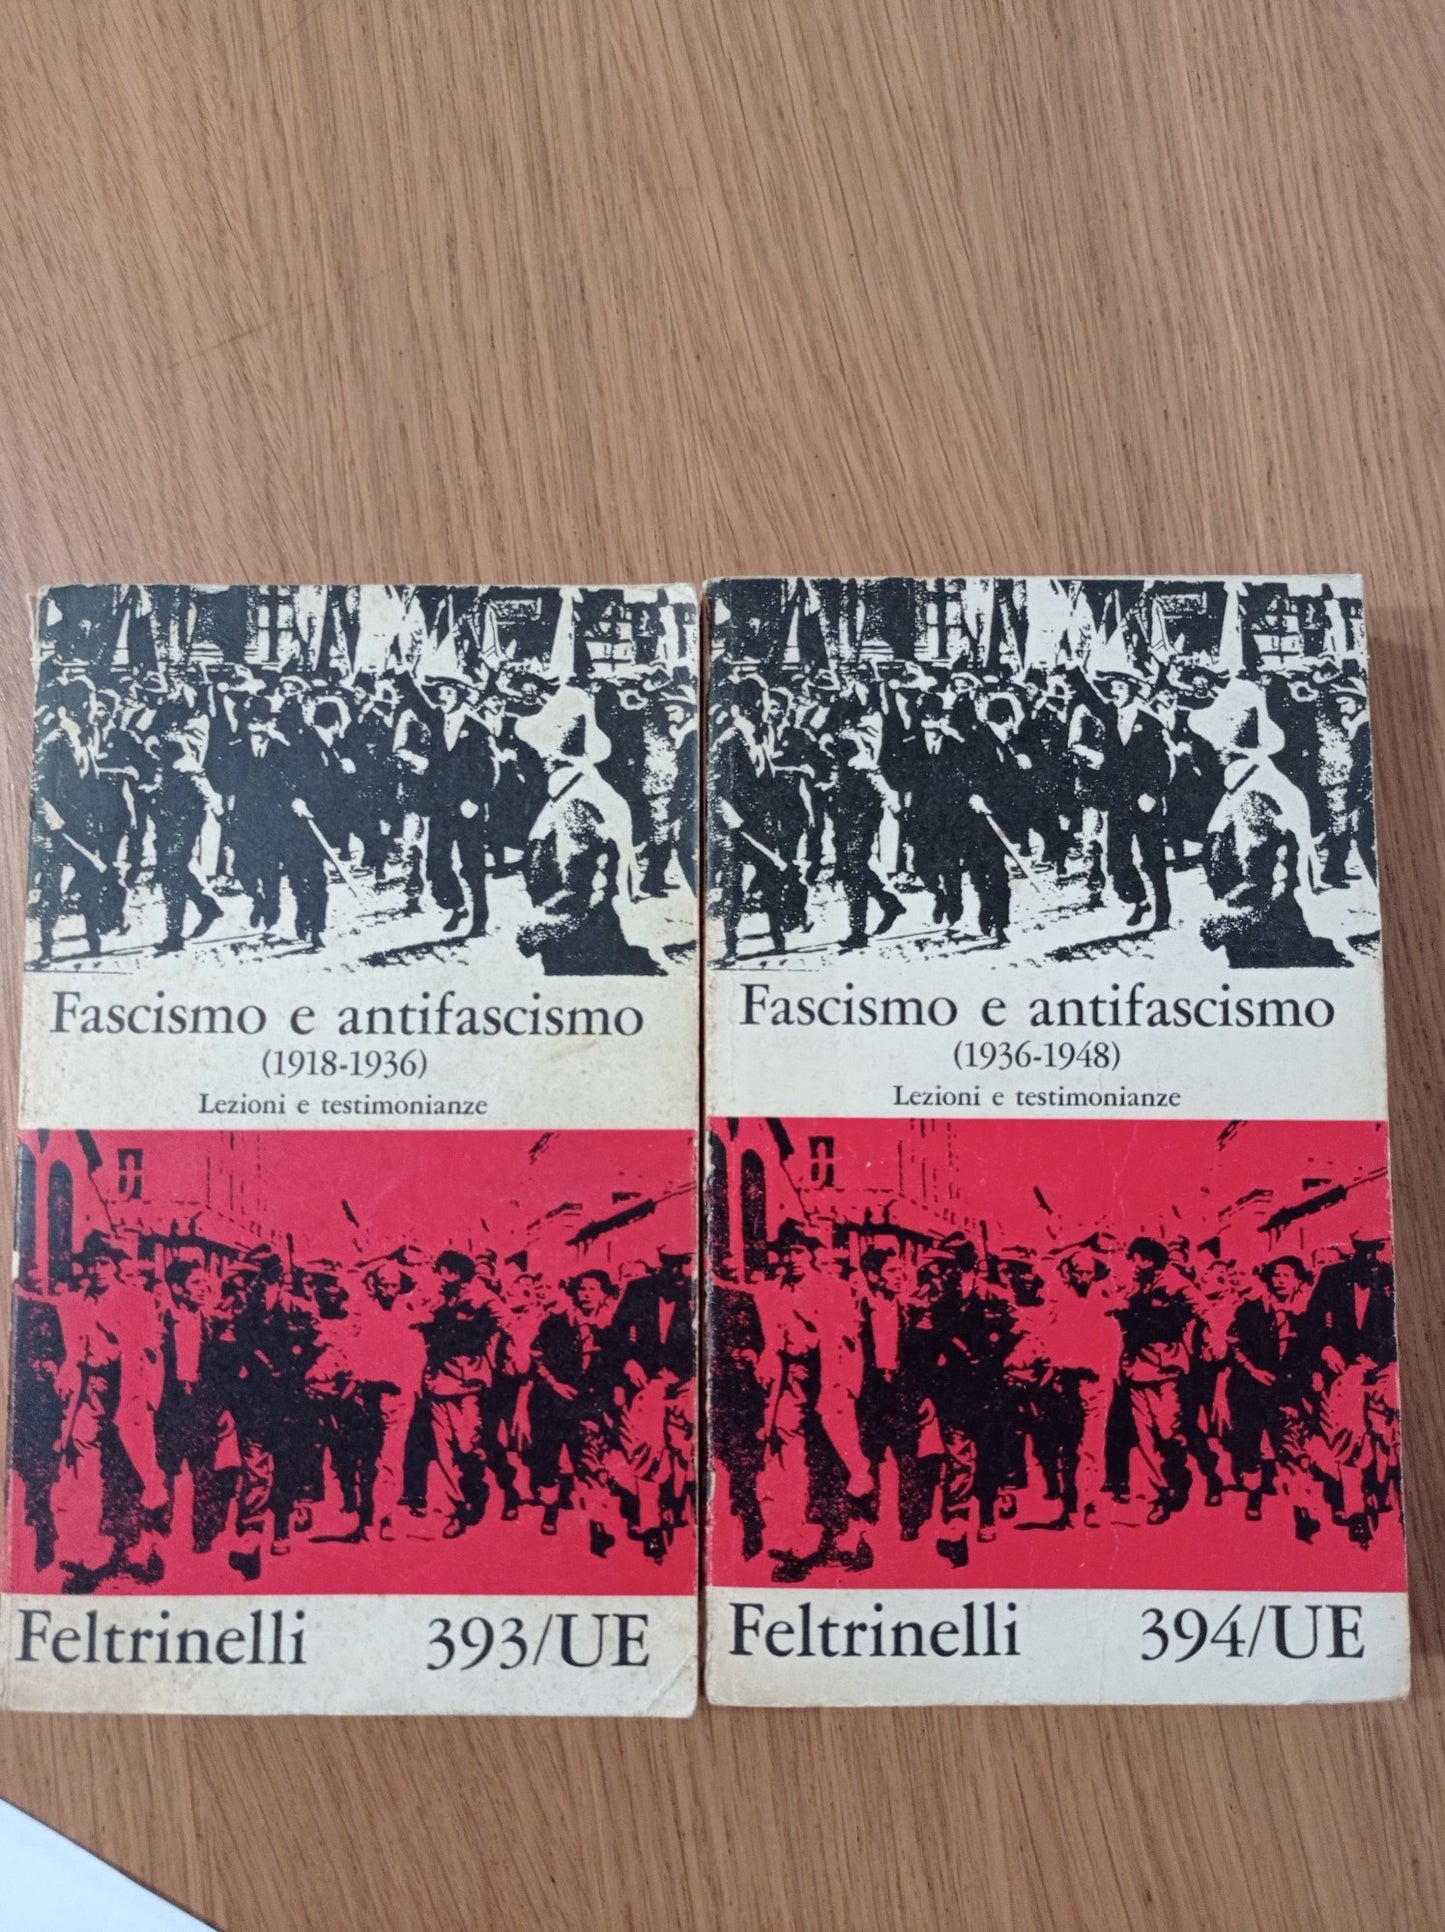 Fascismo e antifascismo
(1918-1936)
Lezioni e testimonianze
Feltrinelli 393/UE
Fascismo e antifascismo
(1936-1948)
Lezioni e testimonianze
Feltrinelli 394/UE